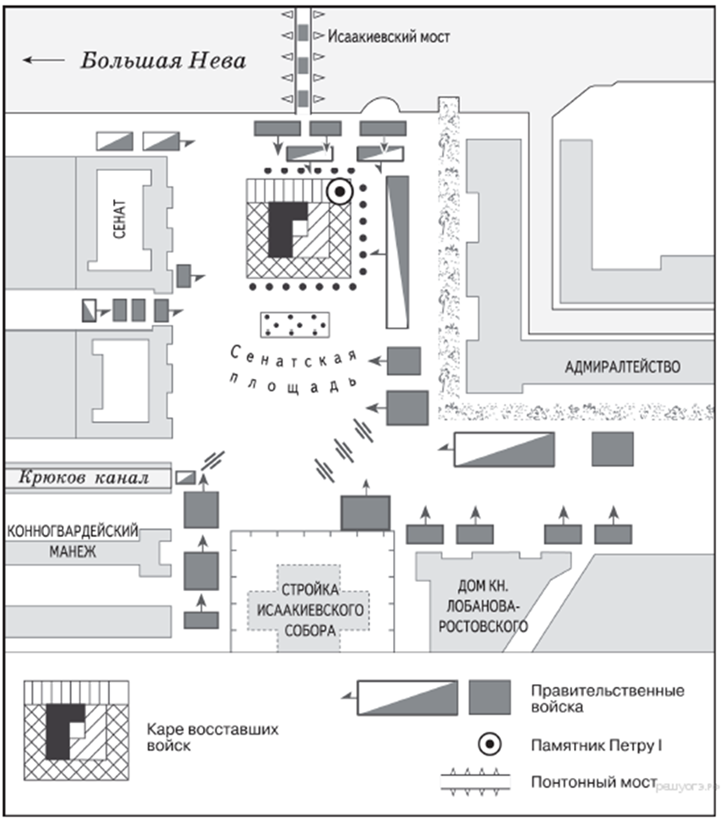 Исаакиевский мост
Большая Нева
СЕНАТ
Сенатская
площадь
АДМИРАЛТЕЙСТВО
Крюков канал
КОННОГВАРДЕЙСКИЙ
МАНЕЖ
СТРОЙКА
ИСААКИЕВСКОГО
СОБОРА
ДОМ КН.
ЛОБАНОВА-
РОСТОВСКОГО
Каре восставших
войск
Правительственные
войска
Памятник Петру I
Понтонный мост